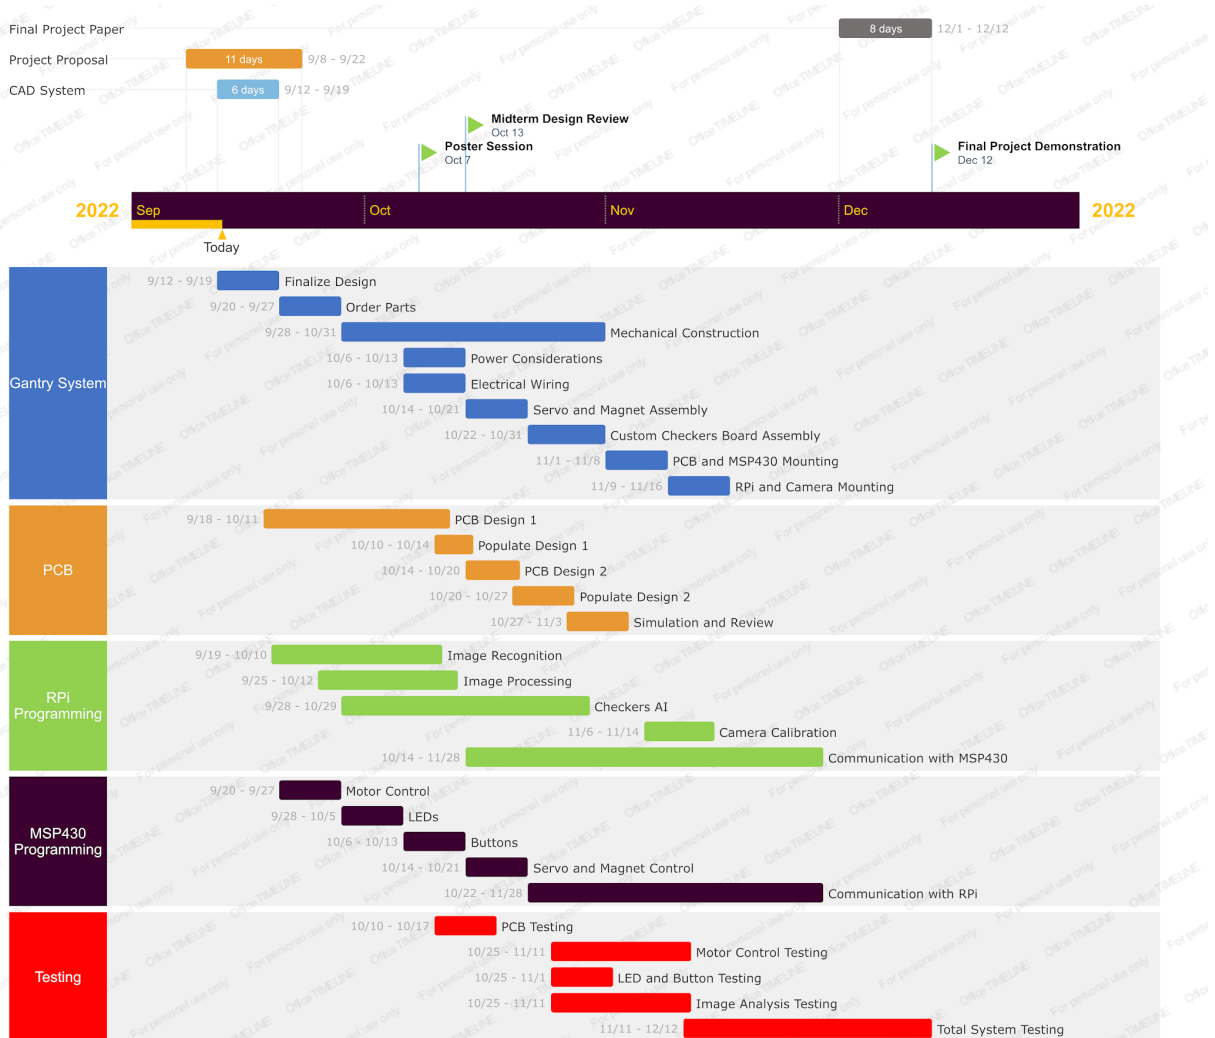 Final Project Paper 8 days 12/1 - 12/12
Project Proposal 11 days 9/8 - 9/22
CAD System 6 days 9/12 - 9/19
Midterm Design Review
Oct 13
Poster Session
Oct 7
Final Project Demonstration
Dec 12
2022 Sep Oct Nov Dec 2022
Today
Gantry System
9/12 - 9/19 Finalize Design
9/20 - 9/27 Order Parts
9/28 - 10/31 Mechanical Construction
10/6 - 10/13 Power Considerations
10/6 - 10/13 Electrical Wiring
10/14 - 10/21 Servo and Magnet Assembly
10/22 - 10/31 Custom Checkers Board Assembly
11/1 - 11/8 PCB and MSP430 Mounting
11/9 - 11/16 RPi and Camera Mounting
PCB
9/18 - 10/11 PCB Design 1
10/10 - 10/14 Populate Design 1
10/14 - 10/20 PCB Design 2
10/20 - 10/27 Populate Design 2
10/27 - 11/3 Simulation and Review
RPi
Programming
9/19 - 10/10 Image Recognition
9/25 - 10/12 Image Processing
9/28 - 10/29 Checkers AI
11/6 - 11/14 Camera Calibration
10/14 - 11/28 Communication with MSP430
MSP430
Programming
9/20 - 9/27 Motor Control
9/28 - 10/5 LEDs
10/6 - 10/13 Buttons
10/14 - 10/21 Servo and Magnet Control
10/22 - 11/28 Communication with RPi
Testing
10/10 - 10/17 PCB Testing
10/25 - 11/11 Motor Control Testing
10/25 - 11/1 LED and Button Testing
10/25 - 11/11 Image Analysis Testing
11/11 - 12/12 Total System Testing
Office TIMELINE
For personal use only